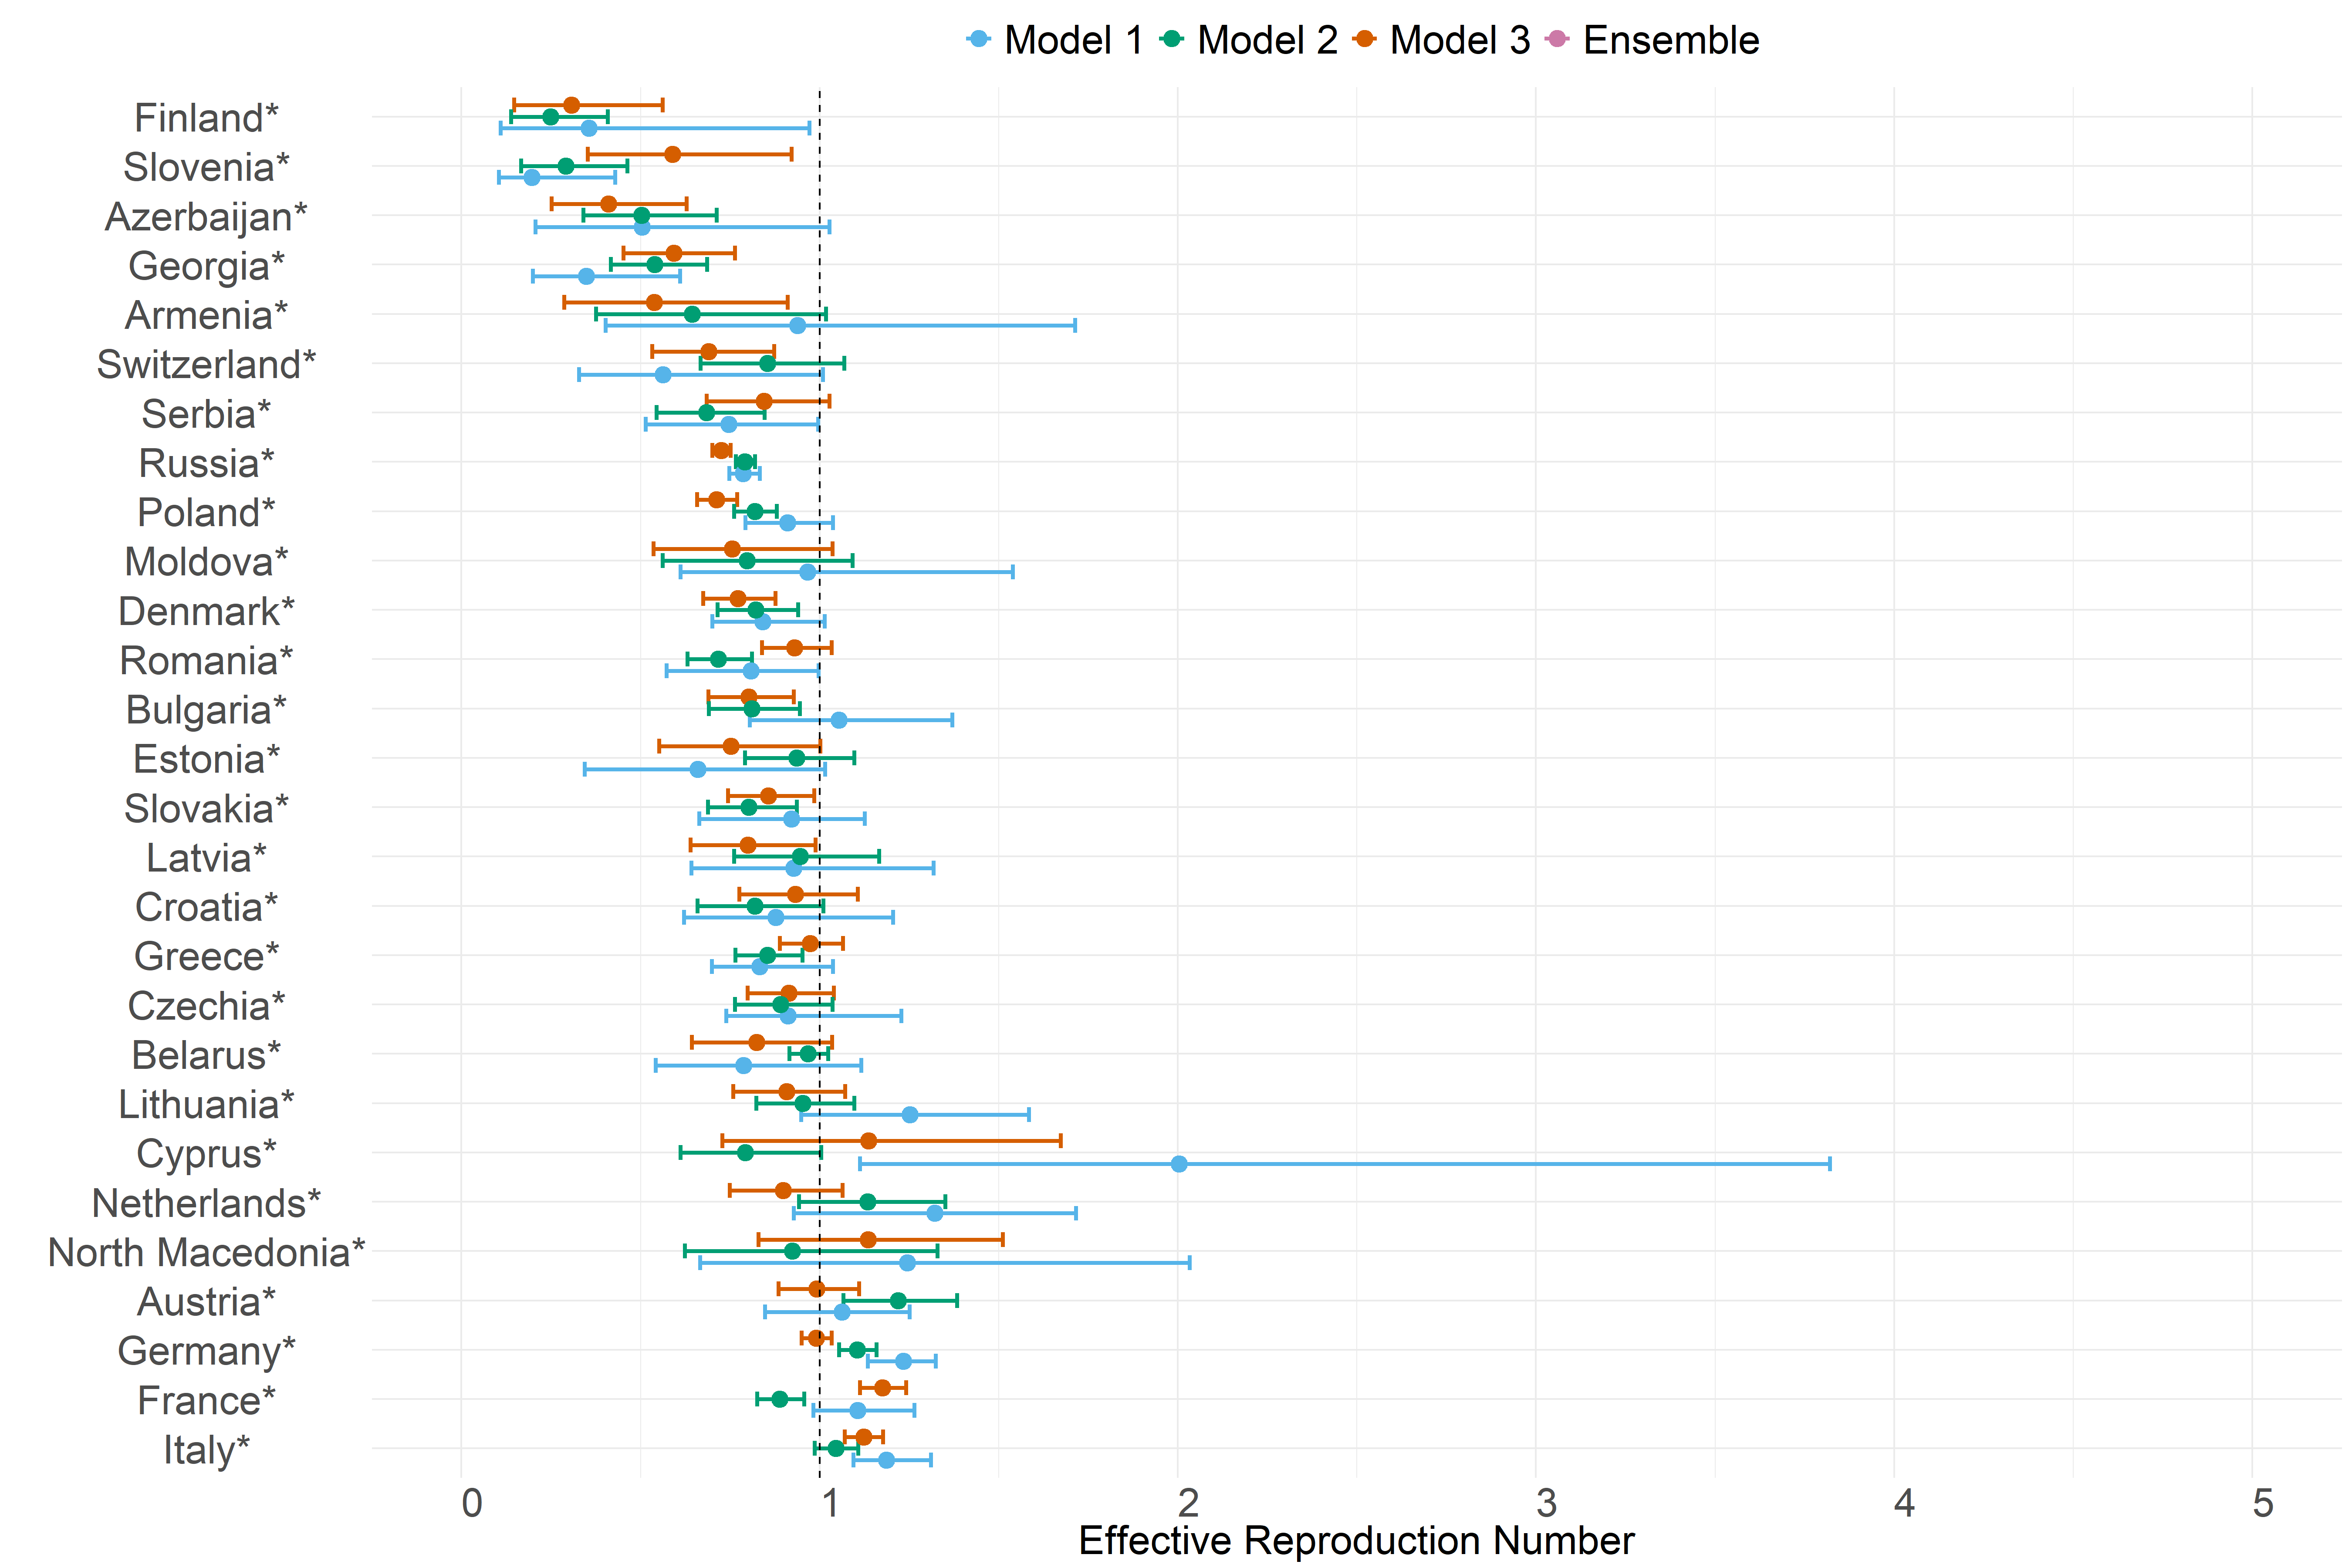 Model 1 Model 2 Model 3 Ensemble
Finland*
Slovenia*
Azerbaijan*
Georgia*
Armenia*
Switzerland*
Serbia*
Russia*
Poland*
Moldova*
Denmark*
Romania*
Bulgaria*
Estonia*
Slovakia*
Latvia*
Croatia*
Greece*
Czechia*
Belarus*
Lithuania*
Cyprus*
Netherlands*
North Macedonia*
Austria*
Germany*
France*
Italy*
0 1 2 3 4 5
Effective Reproduction Number